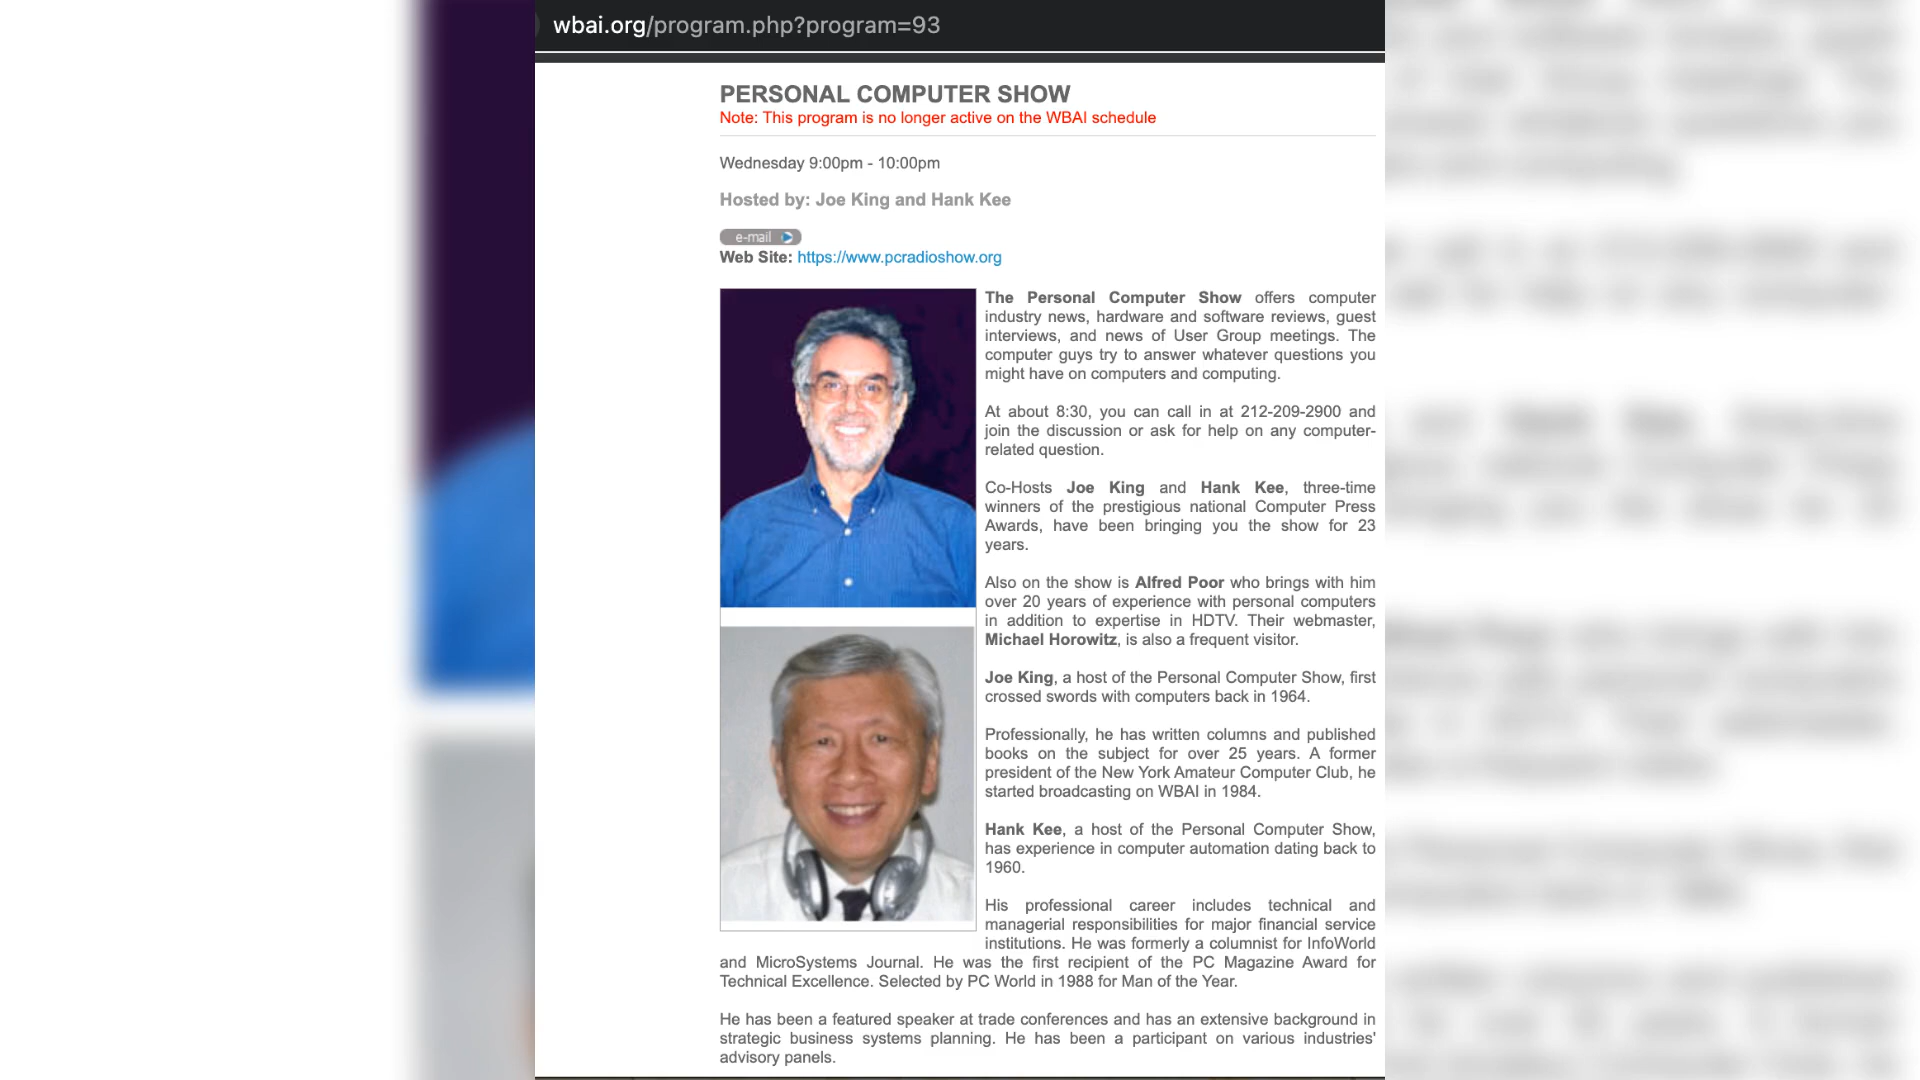 wbai.org/program.php?program=93
PERSONAL COMPUTER SHOW
Note: This program is no longer active on the WBAI schedule
Wednesday 9:00pm - 10:00pm
Hosted by: Joe King and Hank Kee
e-mail
Web Site: https://www.pcradioshow.org
The Personal Computer Show offers computer
industry news, hardware and software reviews, guest
interviews, and news of User Group meetings. The
computer guys try to answer whatever questions you
might have on computers and computing.
At about 8:30, you can call in at 212-209-2900 and
join the discussion or ask for help on any computer-
related question.
Co-Hosts Joe King and Hank Kee, three-time
winners of the prestigious national Computer Press
Awards, have been bringing you the show for 23
years.
Also on the show is Alfred Poor who brings with him
over 20 years of experience with personal computers
in addition to expertise in HDTV. Their webmaster,
Michael Horowitz, is also a frequent visitor.
Joe King, a host of the Personal Computer Show, first
crossed swords with computers back in 1964.
Professionally, he has written columns and published
books on the subject for over 25 years. A former
president of the New York Amateur Computer Club, he
started broadcasting on WBAI in 1984.
Hank Kee, a host of the Personal Computer Show,
has experience in computer automation dating back to
1960.
His professional career includes technical and
managerial responsibilities for major financial service
institutions. He was formerly a columnist for InfoWorld
and MicroSystems Journal. He was the first recipient of the PC Magazine Award for
Technical Excellence. Selected by PC World in 1988 for Man of the Year.
He has been a featured speaker at trade conferences and has an extensive background in
strategic business systems planning. He has been a participant on various industries'
advisory panels.